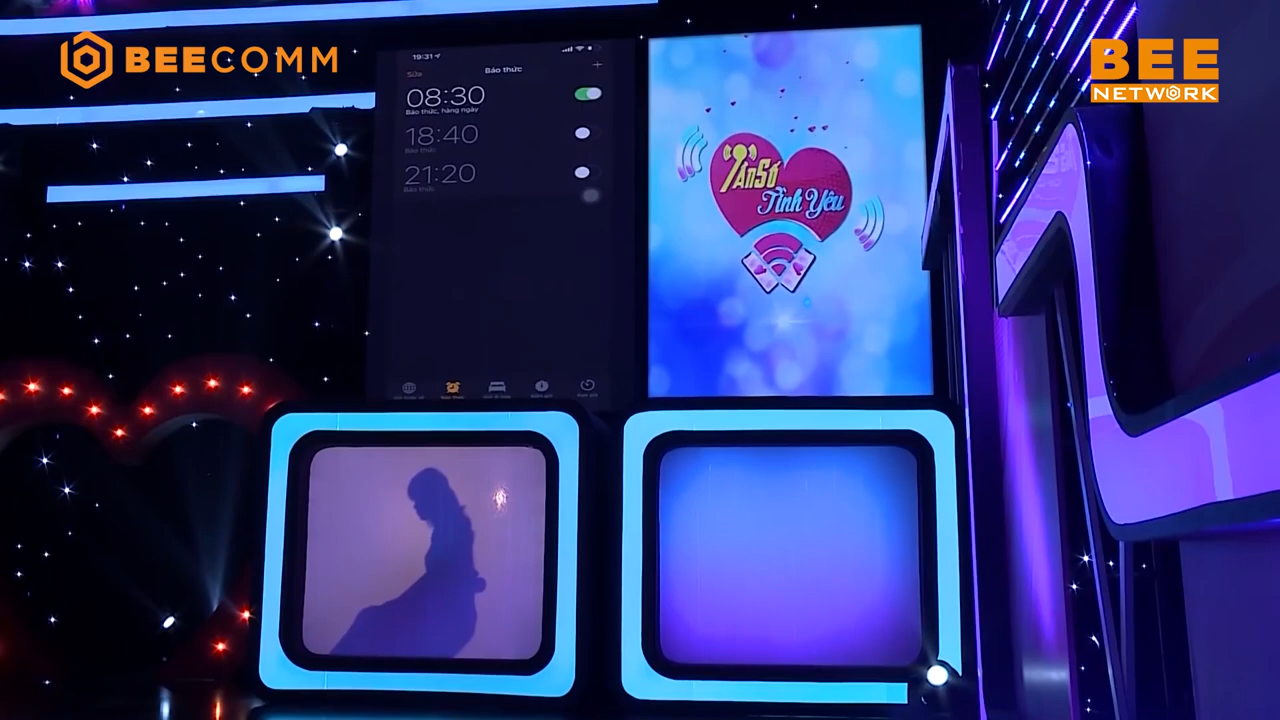 BEECOMM
BEE
NETWORK
19:31
Sửa
Báo thức
08:30
Báo thức, hàng ngày
18:40
Báo thức
21:20
Báo thức
Tần Số
Tình Yêu